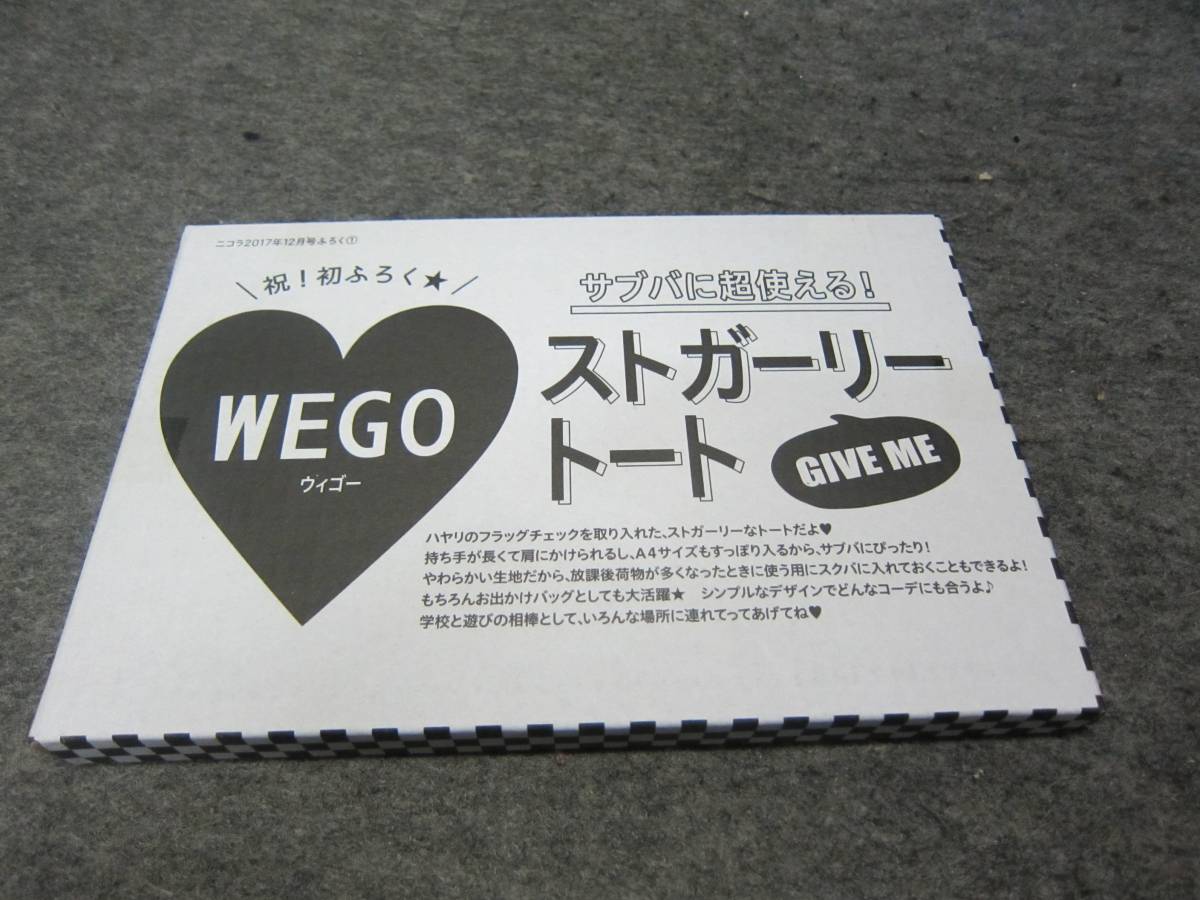 ニコラ2017年12月号ふろく①
\祝!初ふろく★/
WEGO
ウィゴー
サブバに超使える!
ストガーリー
トート
GIVE ME
ハヤリのフラッグチェックを取り入れた、ストガーリーなトートだよ♥
持ち手が長くて肩にかけられるし、A4サイズもすっぽり入るから、サブバにぴったり!
やわらかい生地だから、放課後荷物が多くなったときに使う用にスクバに入れておくこともできるよ!
もちろんお出かけバッグとしても大活躍★ シンプルなデザインでどんなコーデにも合うよ♪
学校と遊びの相棒として、いろんな場所に連れてってあげてね♥